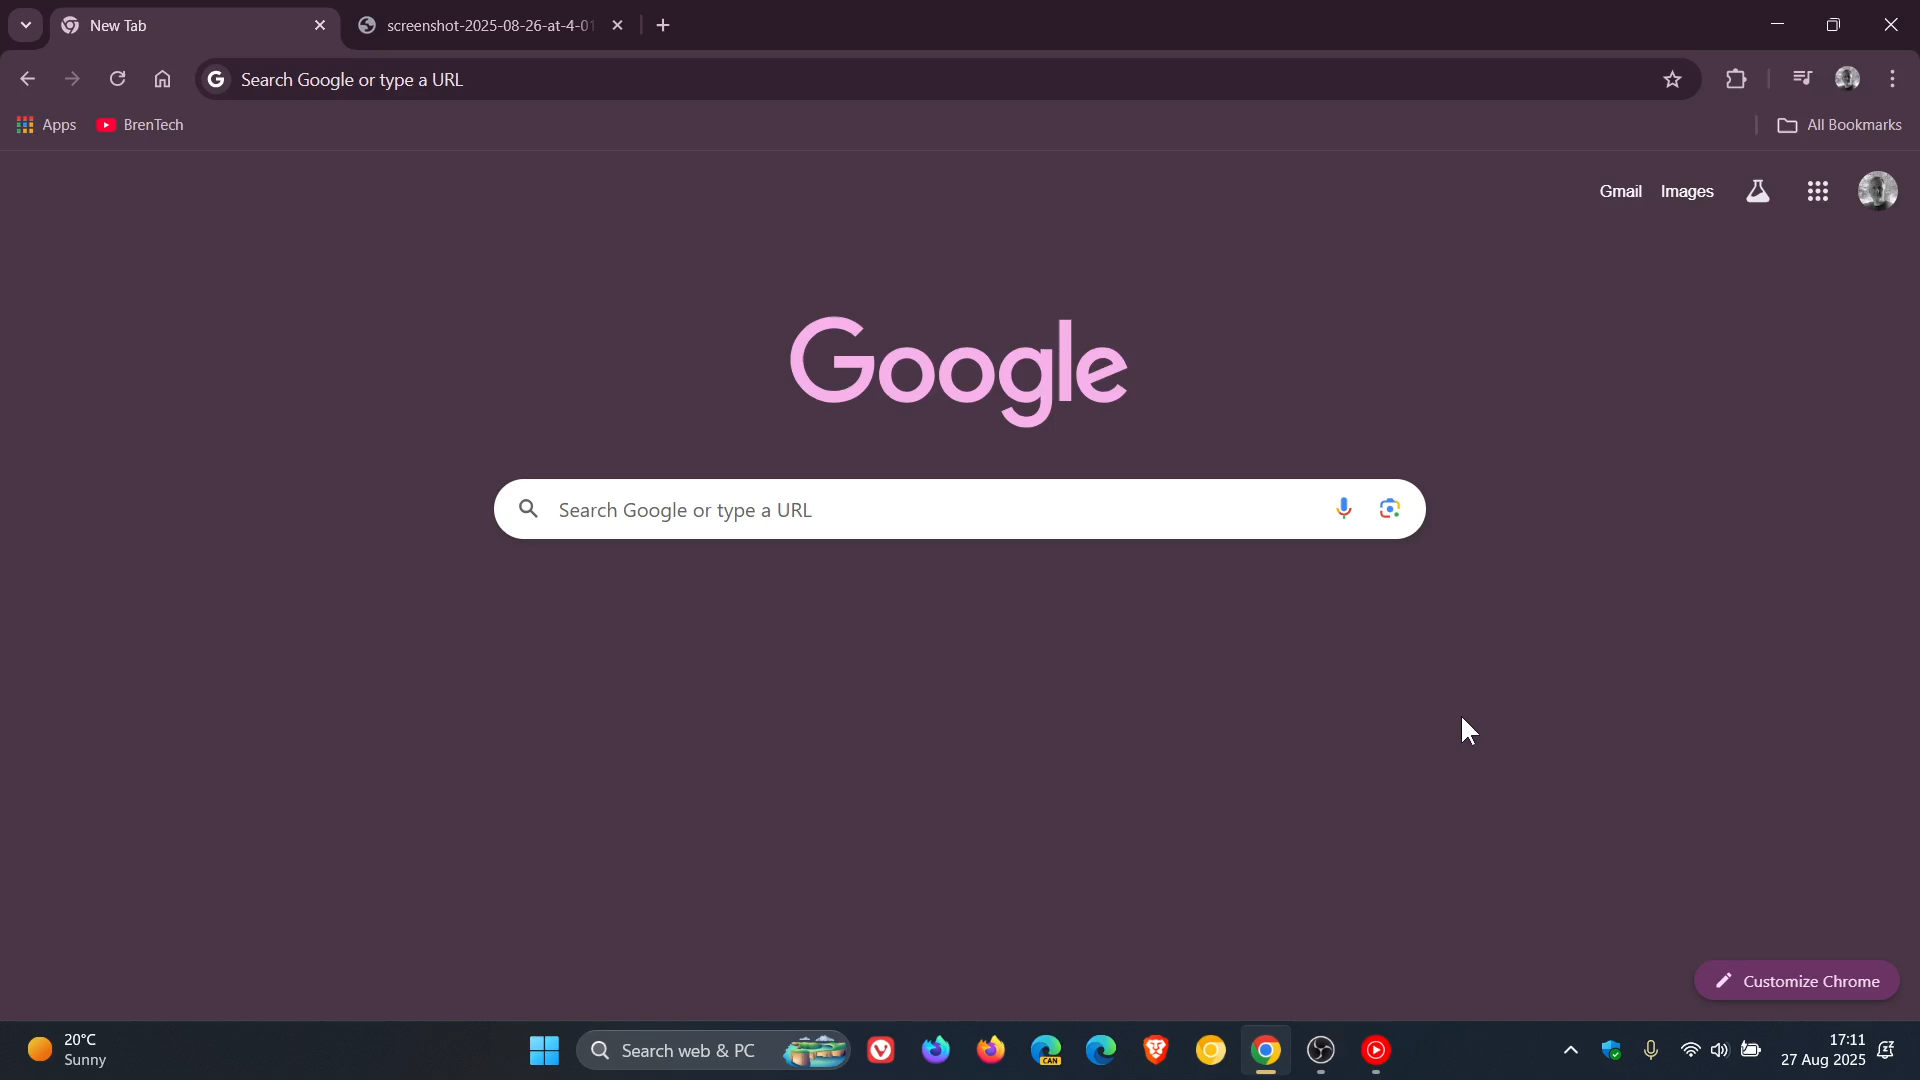 New Tab
screenshot-2025-08-26-at-4-01
Search Google or type a URL
Apps
BrenTech
All Bookmarks
Gmail
Images
Google
Search Google or type a URL
Customize Chrome
20°C
Sunny
Search web & PC
CAN
17:11
27 Aug 2025